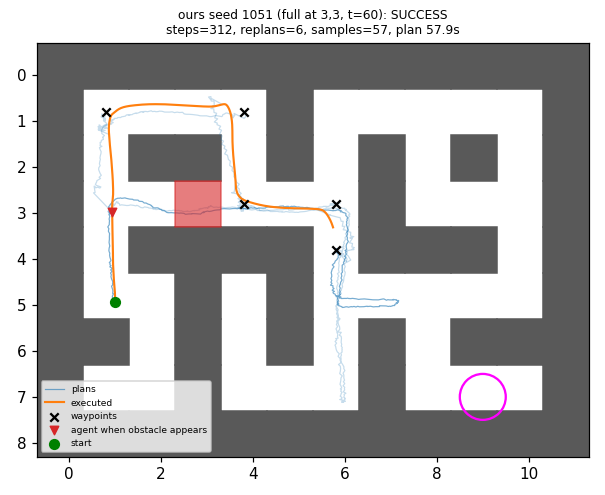 ours seed 1051 (full at 3,3, t=60): SUCCESS
steps=312, replans=6, samples=57, plan 57.9s
0
1
2
3
4
5
6
7
8
plans
executed
waypoints
agent when obstacle appears
start
0 2 4 6 8 10